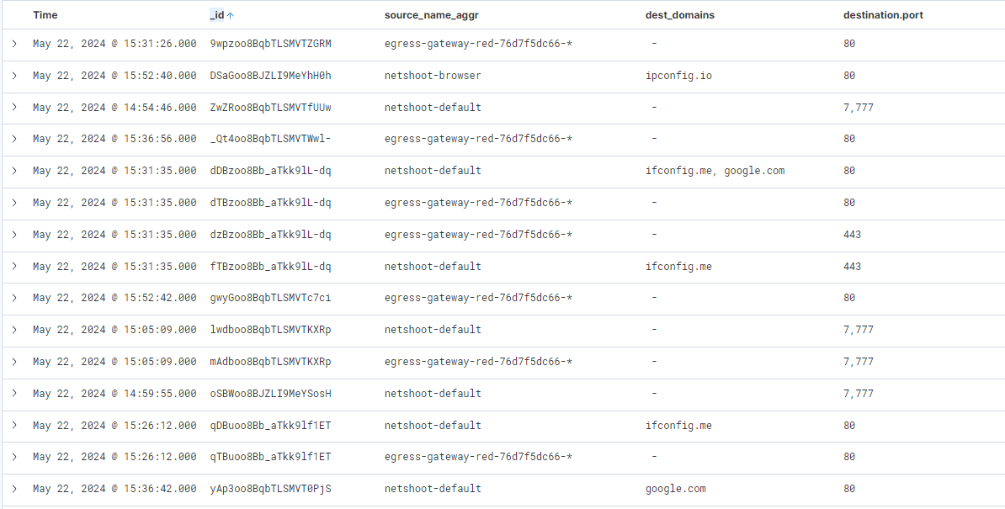 Time _id source_name_aggr dest_domains destination.port
May 22, 2024 @ 15:31:26.000 9wpzoo8BqbTLSMVTZGRM egress-gateway-red-76d7f5dc66-* - 80
May 22, 2024 @ 15:52:40.000 DSaGoo8BJZLI9MeYhH0h netshoot-browser ipconfig.io 80
May 22, 2024 @ 14:54:46.000 ZwZRoo8BqbTLSMVTfUUw netshoot-default - 7,777
May 22, 2024 @ 15:36:56.000 _Qt4oo8BqbTLSMVTWwl- egress-gateway-red-76d7f5dc66-* - 80
May 22, 2024 @ 15:31:35.000 dDBzoo8Bb_aTkk9lL-dq netshoot-default ifconfig.me, google.com 80
May 22, 2024 @ 15:31:35.000 dTBzoo8Bb_aTkk9lL-dq egress-gateway-red-76d7f5dc66-* - 80
May 22, 2024 @ 15:31:35.000 dzBzoo8Bb_aTkk9lL-dq egress-gateway-red-76d7f5dc66-* - 443
May 22, 2024 @ 15:31:35.000 fTBzoo8Bb_aTkk9lL-dq netshoot-default ifconfig.me 443
May 22, 2024 @ 15:52:42.000 gwyGoo8BqbTLSMVTc7ci egress-gateway-red-76d7f5dc66-* - 80
May 22, 2024 @ 15:05:09.000 lwdboo8BqbTLSMVTKXRp netshoot-default - 7,777
May 22, 2024 @ 15:05:09.000 mAdboo8BqbTLSMVTKXRp egress-gateway-red-76d7f5dc66-* - 7,777
May 22, 2024 @ 14:59:55.000 oSBWoo8BJZLI9MeYSosH netshoot-default - 7,777
May 22, 2024 @ 15:26:12.000 qDBuoo8Bb_aTkk9lf1ET netshoot-default ifconfig.me 80
May 22, 2024 @ 15:26:12.000 qTBuoo8Bb_aTkk9lf1ET egress-gateway-red-76d7f5dc66-* - 80
May 22, 2024 @ 15:36:42.000 yAp3oo8BqbTLSMVT0PjS netshoot-default google.com 80